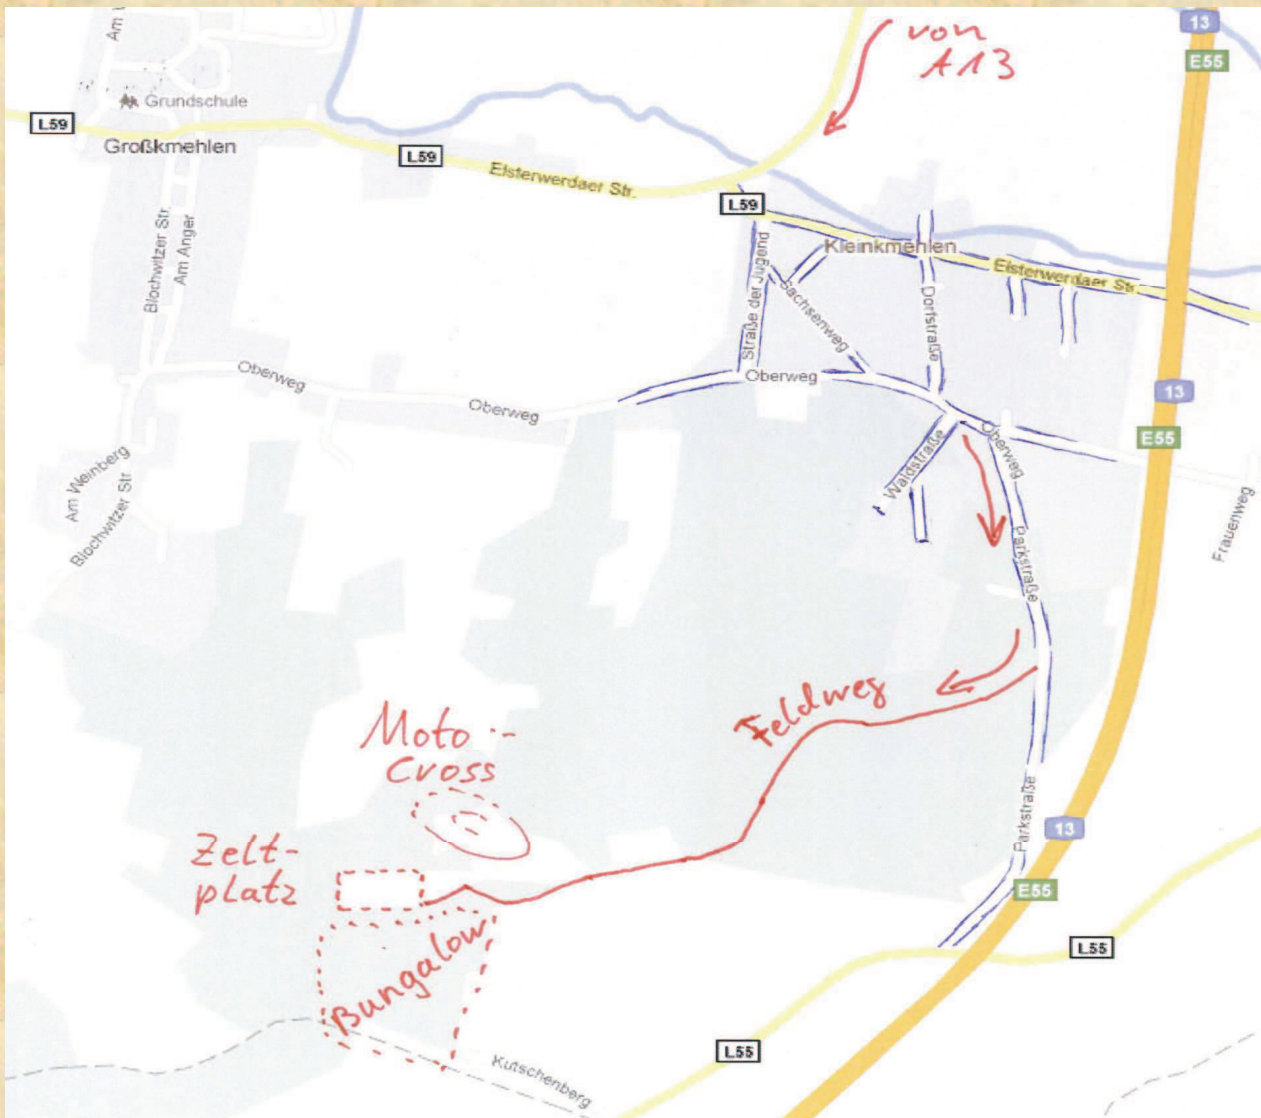 13
E55
von
A13
Am
Grundschule
L59
Großkmehlen
L59
Elsterwerdaer Str.
L59
Kleinkmehlen
Elsterwerdaer Str.
Blochwitzer Str.
Am Anger
Straße der Jugend
Sachsenweg
Dorfstraße
Oberweg
Oberweg
Oberweg
13
E55
Oberweg
Waldstraße
Am Weinberg
Blochwitzer Str
Frauenweg
Parkstraße
Feldweg
Moto-
Cross
Parkstraße
13
E55
Zelt-
platz
Bungalow
L55
L55
Kutschenberg